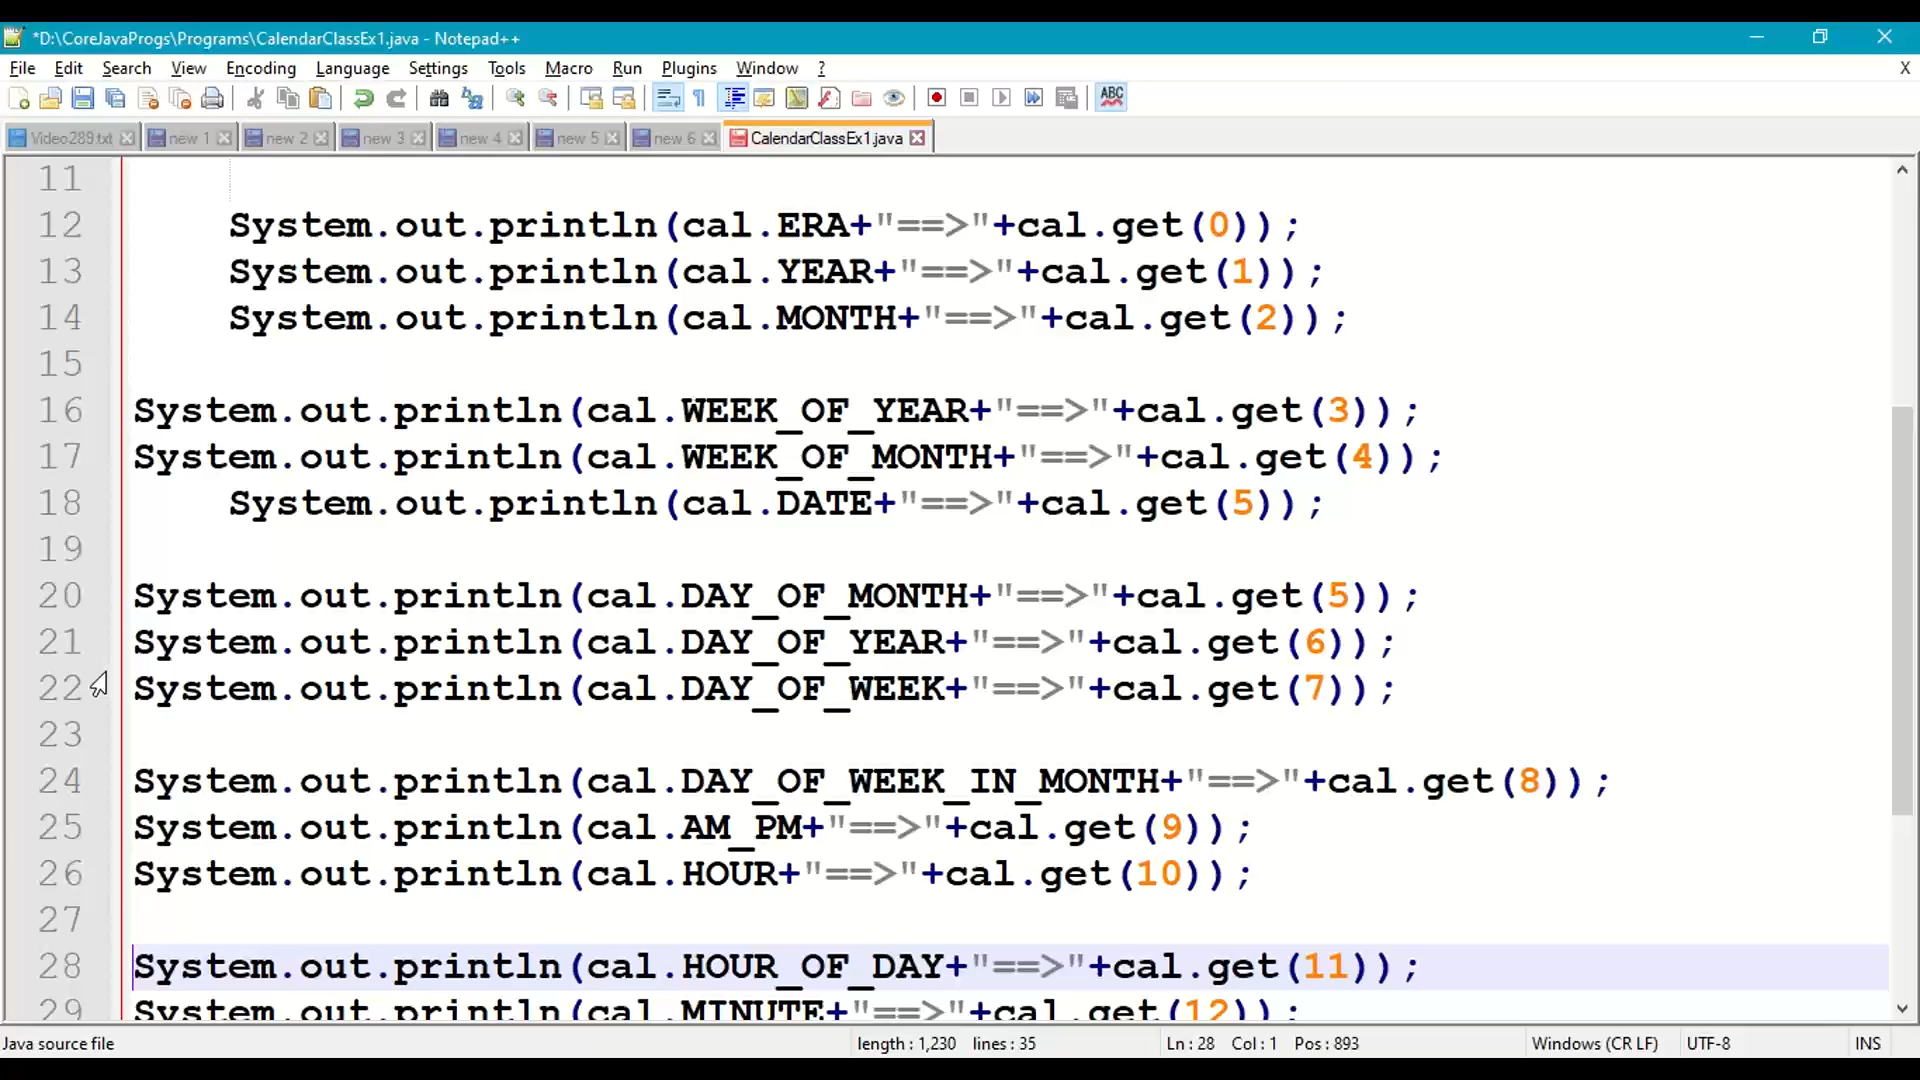 *D:\CoreJavaProgs\Programs\CalendarClassEx1.java - Notepad++
File Edit Search View Encoding Language Settings Tools Macro Run Plugins Window ? X
ABC
Video289.txt new 1 new 2 new 3 new 4 new 5 new 6 CalendarClassEx1.java
11
12 System.out.println(cal.ERA+"==>"+cal.get(0));
13 System.out.println(cal.YEAR+"==>"+cal.get(1));
14 System.out.println(cal.MONTH+"==>"+cal.get(2));
15
16 System.out.println(cal.WEEK_OF_YEAR+"==>"+cal.get(3));
17 System.out.println(cal.WEEK_OF_MONTH+"==>"+cal.get(4));
18 System.out.println(cal.DATE+"==>"+cal.get(5));
19
20 System.out.println(cal.DAY_OF_MONTH+"==>"+cal.get(5));
21 System.out.println(cal.DAY_OF_YEAR+"==>"+cal.get(6));
22 System.out.println(cal.DAY_OF_WEEK+"==>"+cal.get(7));
23
24 System.out.println(cal.DAY_OF_WEEK_IN_MONTH+"==>"+cal.get(8));
25 System.out.println(cal.AM_PM+"==>"+cal.get(9));
26 System.out.println(cal.HOUR+"==>"+cal.get(10));
27
28 System.out.println(cal.HOUR_OF_DAY+"==>"+cal.get(11));
29 System.out.println(cal.MINUTE+"==>"+cal.get(12));
Java source file length : 1,230 lines : 35 Ln : 28 Col : 1 Pos : 893 Windows (CR LF) UTF-8 INS